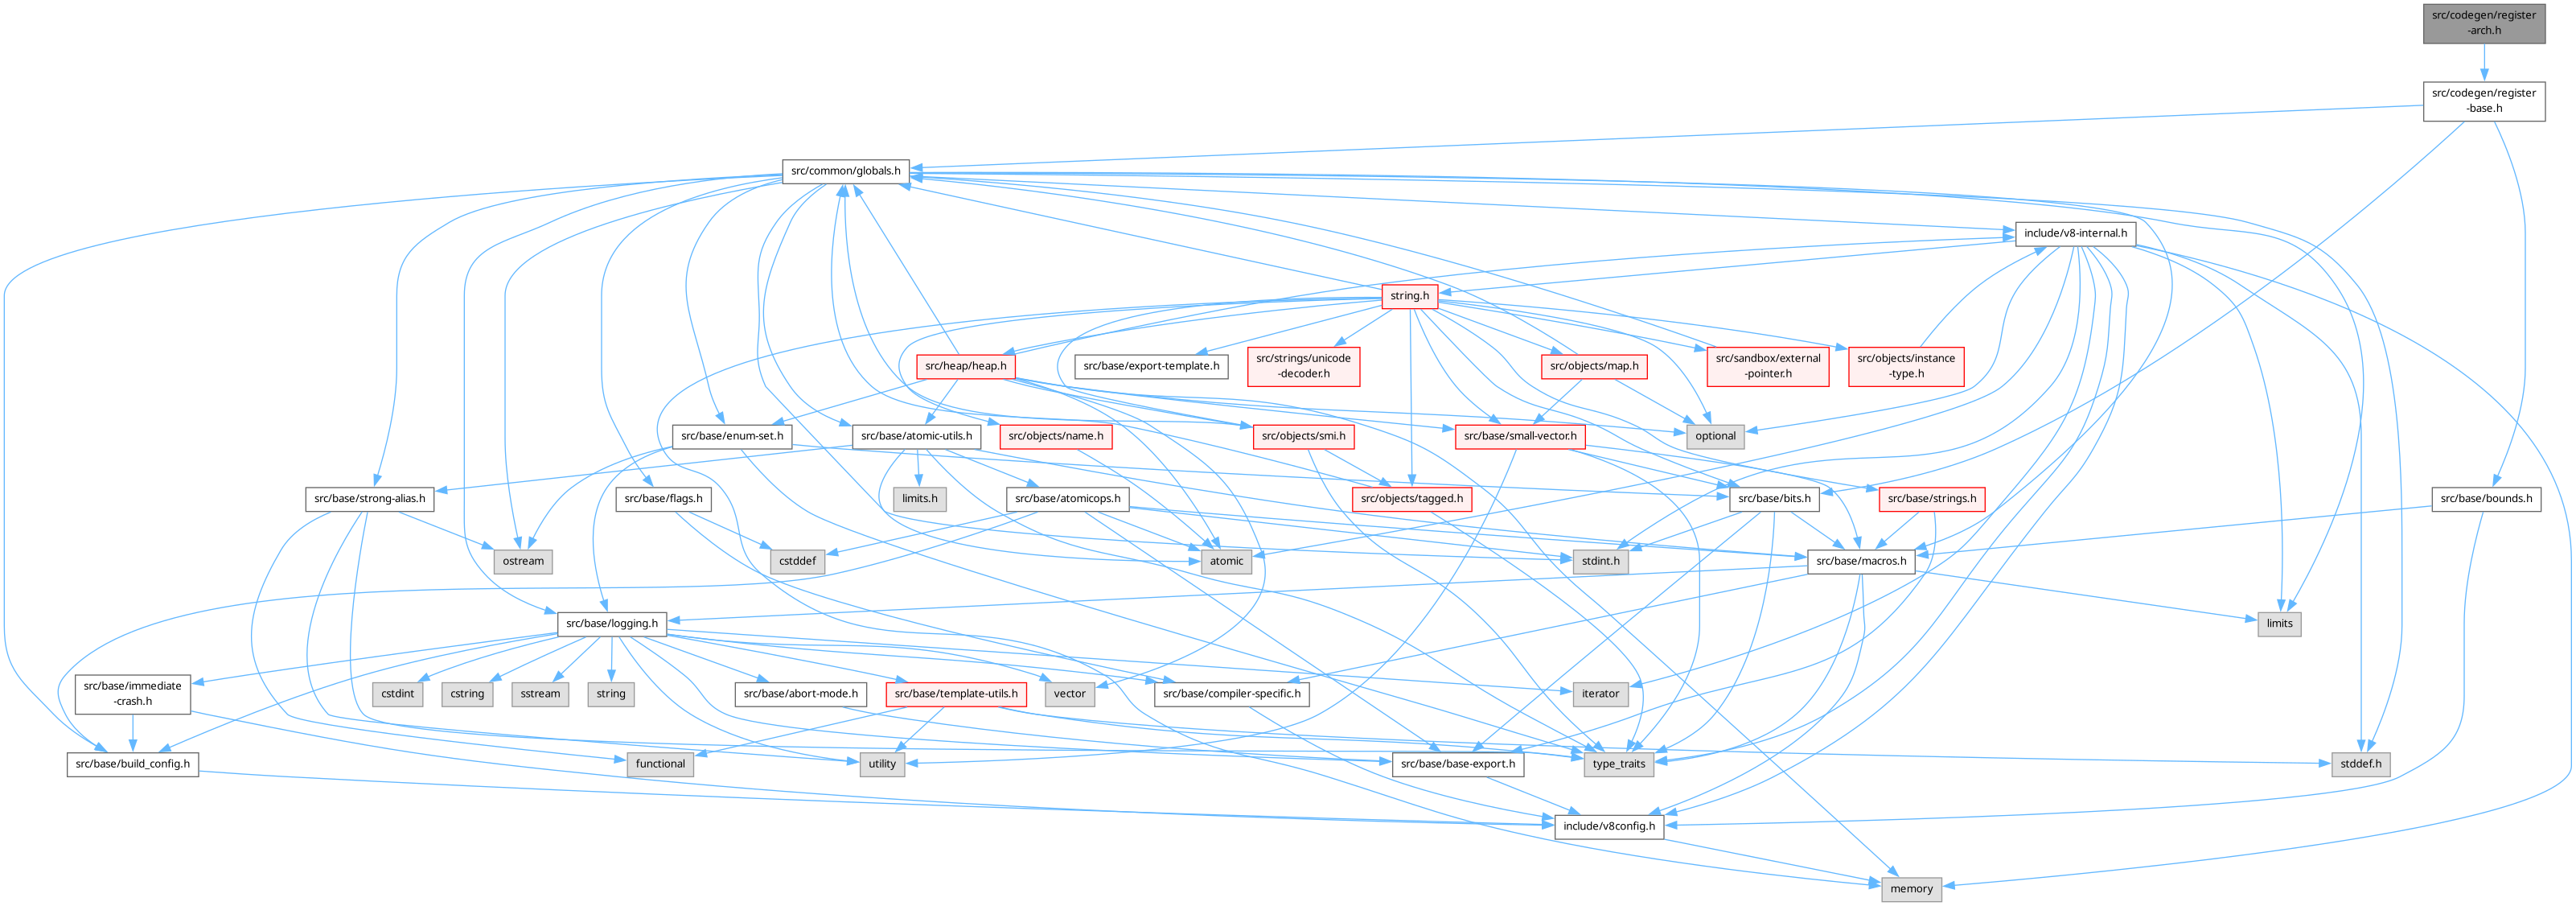 src/codegen/register
-arch.h
src/codegen/register
-base.h
src/common/globals.h
include/v8-internal.h
string.h
src/heap/heap.h
src/base/export-template.h
src/strings/unicode
-decoder.h
src/objects/map.h
src/sandbox/external
-pointer.h
src/objects/instance
-type.h
src/base/enum-set.h
src/base/atomic-utils.h
src/objects/name.h
src/objects/smi.h
src/base/small-vector.h
optional
src/base/strong-alias.h
src/base/flags.h
limits.h
src/base/atomicops.h
src/objects/tagged.h
src/base/bits.h
src/base/strings.h
src/base/bounds.h
ostream
cstddef
atomic
stdint.h
src/base/macros.h
src/base/logging.h
limits
src/base/immediate
-crash.h
cstdint
cstring
sstream
string
src/base/abort-mode.h
src/base/template-utils.h
vector
src/base/compiler-specific.h
iterator
src/base/build_config.h
functional
utility
src/base/base-export.h
type_traits
stddef.h
include/v8config.h
memory